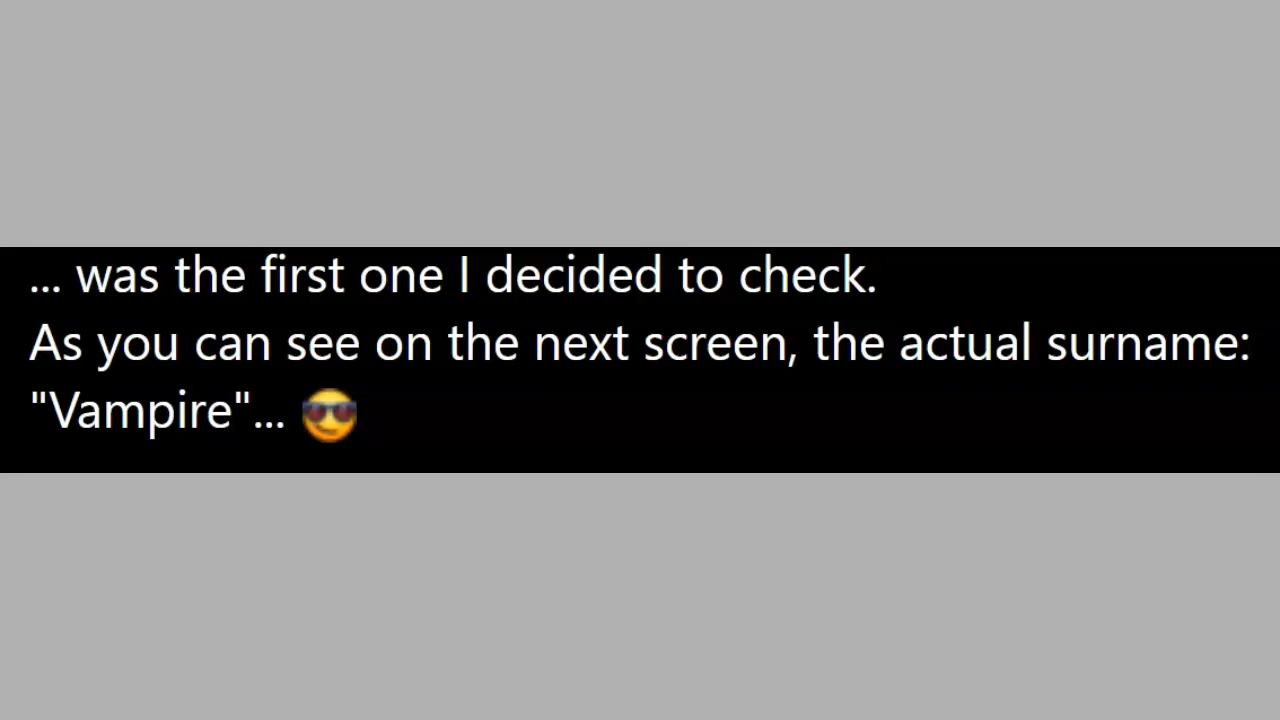 ... was the first one I decided to check.
As you can see on the next screen, the actual surname:
"Vampire"... 😎